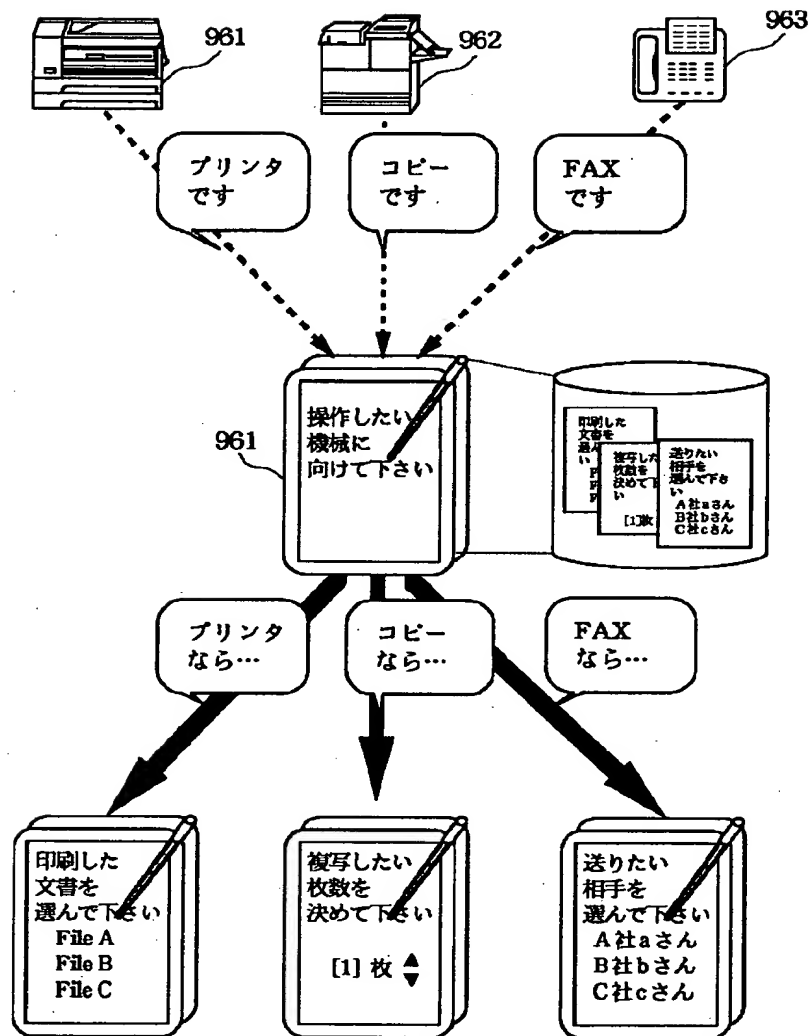 961
962
963
プリンタ
です
コピー
です
FAX
です
961
操作したい
機械に
向けて下さい
印刷した
文書を
選ん
い
F
F
F
複写した
枚数を
決めて下
い
[1]枚
送りたい
相手を
選んで下さ
い
A社aさん
B社bさん
C社cさん
プリンタ
なら…
コピー
なら…
FAX
なら…
印刷した
文書を
選んで下さい
File A
File B
File C
複写したい
枚数を
決めて下さい
[1] 枚
送りたい
相手を
選んで下さい
A社aさん
B社bさん
C社cさん